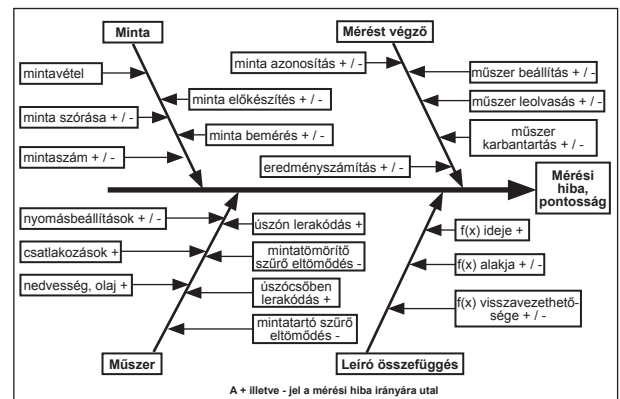 Minta
mintavétel
minta szórása + / -
mintaszám + / -
minta előkészítés + / -
minta bemérés + / -
Mérést végző
minta azonosítás + / -
eredményszámítás + / -
műszer beállítás + / -
műszer leolvasás + / -
műszer
karbantartás + / -
Mérési
hiba,
pontosság
nyomásbeállítások + / -
csatlakozások +
nedvesség, olaj +
úszón lerakódás +
mintatömörítő
szűrő eltömődés -
úszócsőben
lerakódás +
mintatartó szűrő
eltömődés -
Műszer
f(x) ideje +
f(x) alakja + / -
f(x) visszavezethető-
sége + / -
Leíró összefüggés
A + illetve - jel a mérési hiba irányára utal